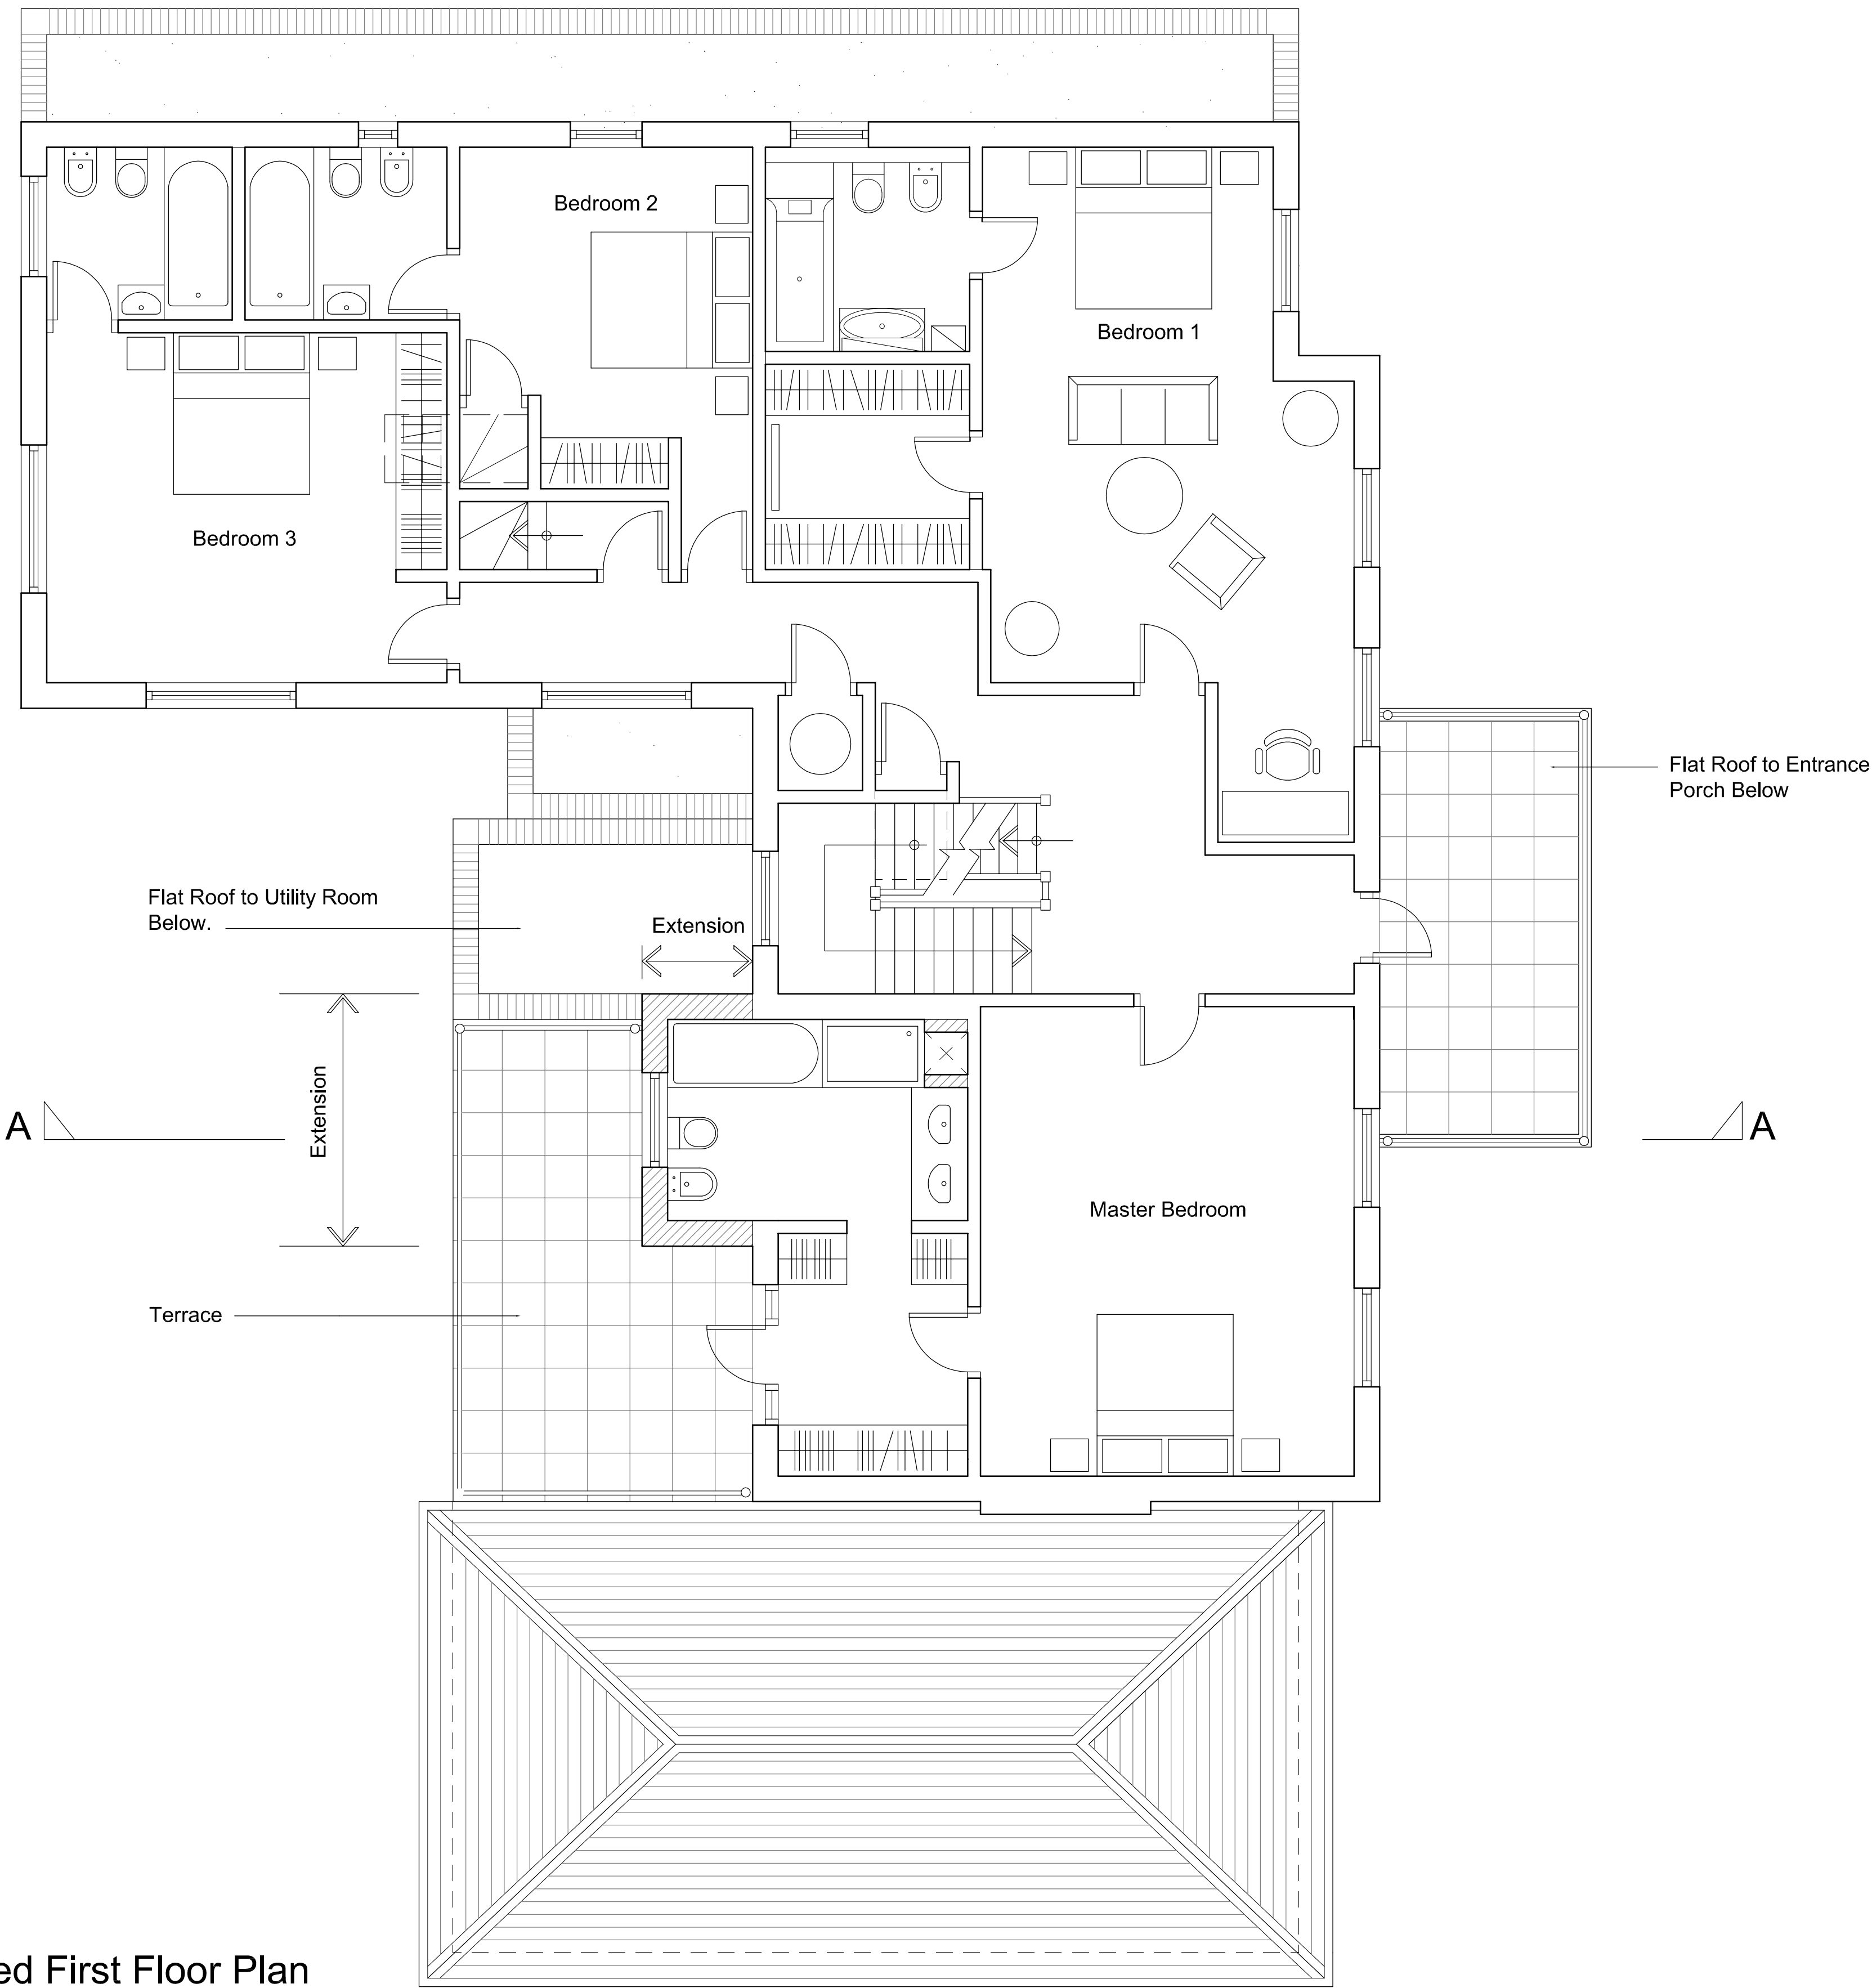 Bedroom 2
Bedroom 1
Bedroom 3
Flat Roof to Entrance
Porch Below
Flat Roof to Utility Room
Below.
Extension
Extension
A
A
Master Bedroom
Terrace
First Floor Plan